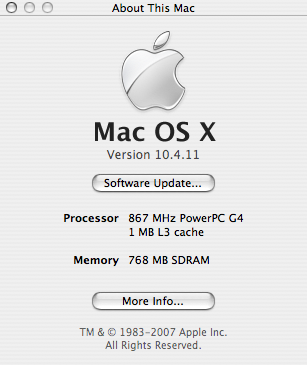 About This Mac
Mac OS X
Version 10.4.11
Software Update...
Processor 867 MHz PowerPC G4
1 MB L3 cache
Memory 768 MB SDRAM
More Info...
TM & © 1983-2007 Apple Inc.
All Rights Reserved.